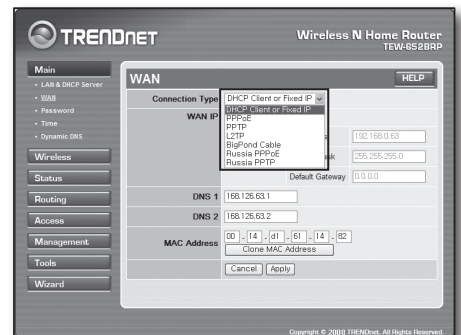 TRENDNET
Wireless N Home Router
TEW-652BRP
Main
• LAN & DHCP Server
• WAN
• Password
• Time
• Dynamic DNS
Wireless
Status
Routing
Access
Management
Tools
Wizard
WAN
HELP
Connection Type
DHCP Client or Fixed IP
DHCP Client or Fixed IP
PPPoE
PPTP
L2TP
BigPond Cable
Russia PPPoE
Russia PPTP
WAN IP
192.168.0.63
255.255.255.0
Default Gateway 0.0.0.0
DNS 1 168.126.63.1
DNS 2 168.126.63.2
MAC Address 00 - 14 - d1 - 61 - 14 - 82
Clone MAC Address
Cancel Apply
Copyright © 2008 TRENDnet. All Rights Reserved.